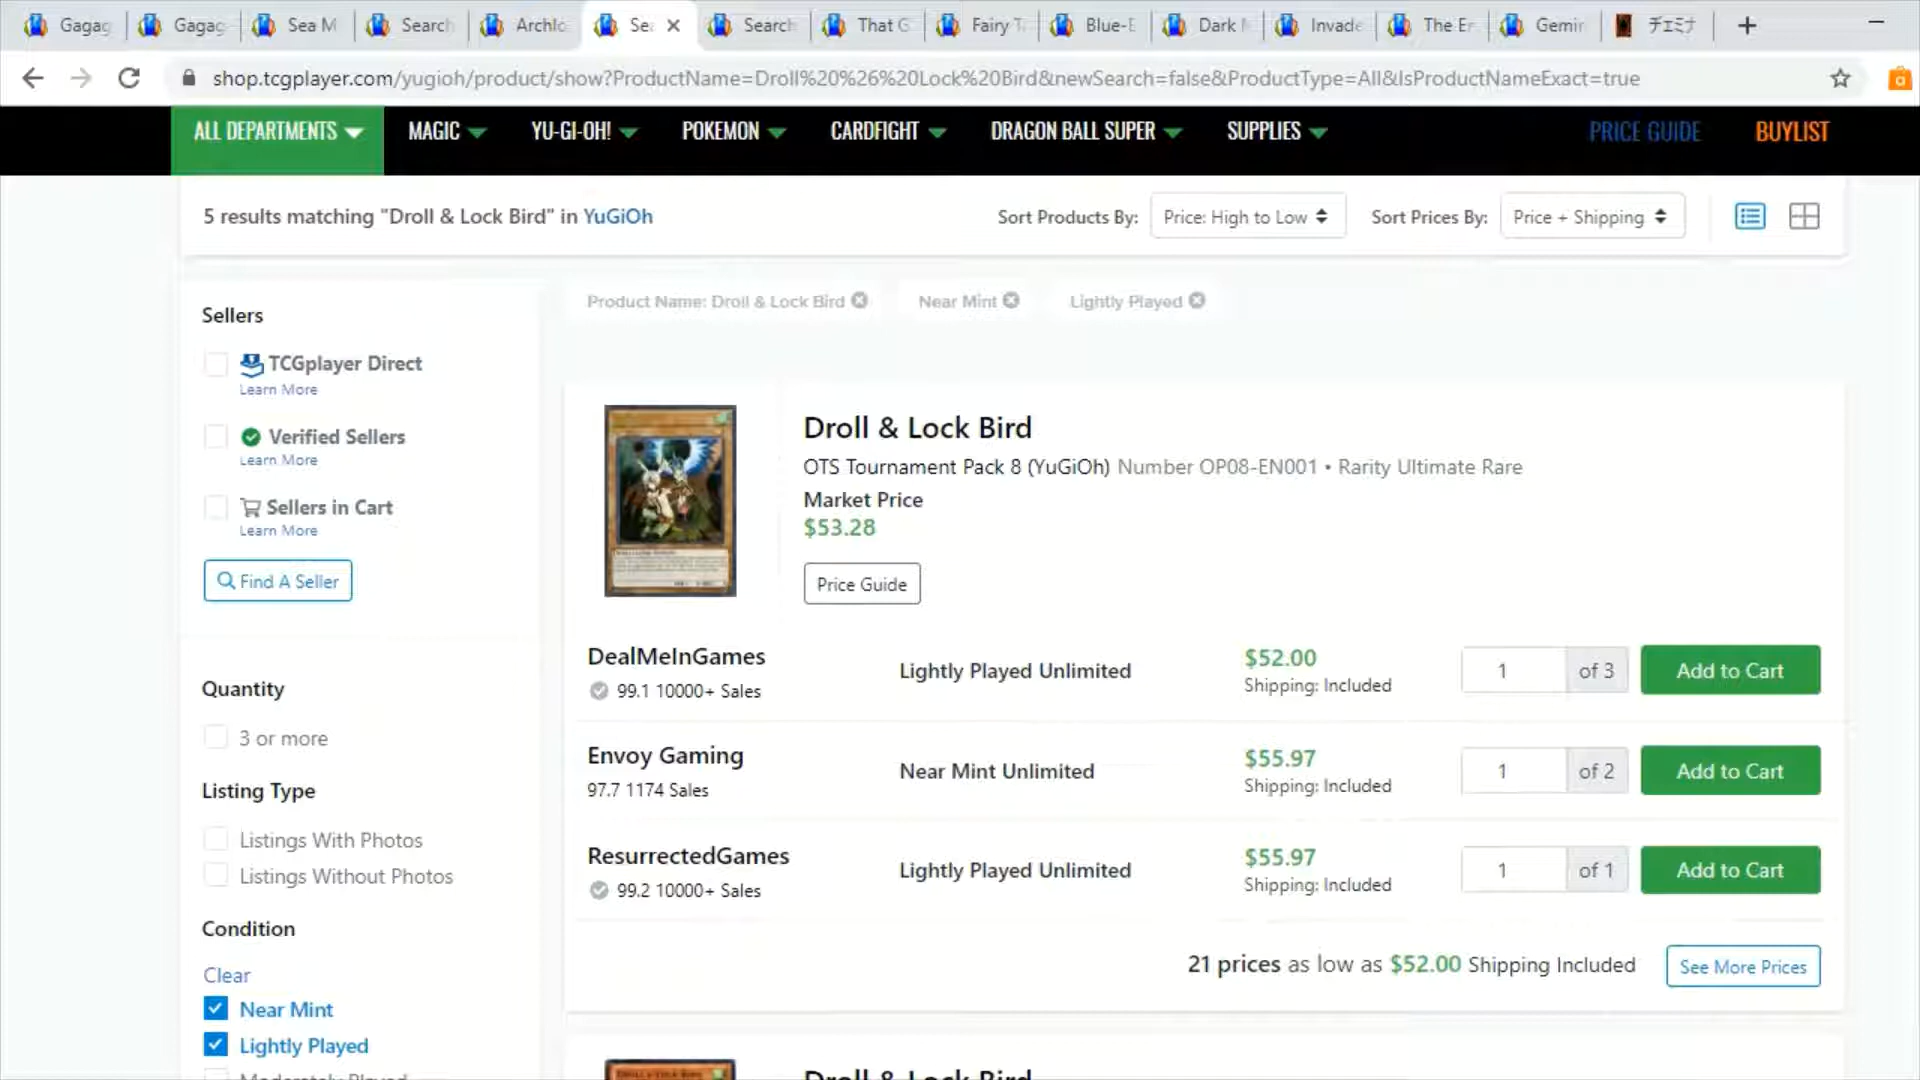 Gagag
Gagag
Sea M
Search
Archlo
Sea
Search
That G
Fairy T
Blue-E
Dark
Invade
The En
Gemin
チェミナ
shop.tcgplayer.com/yugioh/product/show?ProductName=Droll%20%26%20Lock%20Bird&newSearch=false&ProductType=All&IsProductNameExact=true
ALL DEPARTMENTS
MAGIC
YU-GI-OH!
POKEMON
CARDFIGHT
DRAGON BALL SUPER
SUPPLIES
PRICE GUIDE
BUYLIST
5 results matching "Droll & Lock Bird" in YuGiOh
Sort Products By:
Price: High to Low
Sort Prices By:
Price + Shipping
Product Name: Droll & Lock Bird
Near Mint
Lightly Played
Sellers
TCGplayer Direct
Learn More
Verified Sellers
Learn More
Sellers in Cart
Learn More
Find A Seller
Quantity
3 or more
Listing Type
Listings With Photos
Listings Without Photos
Condition
Clear
Near Mint
Lightly Played
Moderately Played
Droll & Lock Bird
OTS Tournament Pack 8 (YuGiOh) Number OP08-EN001 • Rarity Ultimate Rare
Market Price
$53.28
Price Guide
DealMeInGames
99.1 10000+ Sales
Lightly Played Unlimited
$52.00
Shipping: Included
1 of 3
Add to Cart
Envoy Gaming
97.7 1174 Sales
Near Mint Unlimited
$55.97
Shipping: Included
1 of 2
Add to Cart
ResurrectedGames
99.2 10000+ Sales
Lightly Played Unlimited
$55.97
Shipping: Included
1 of 1
Add to Cart
21 prices as low as $52.00 Shipping Included
See More Prices
Droll & Lock Bird